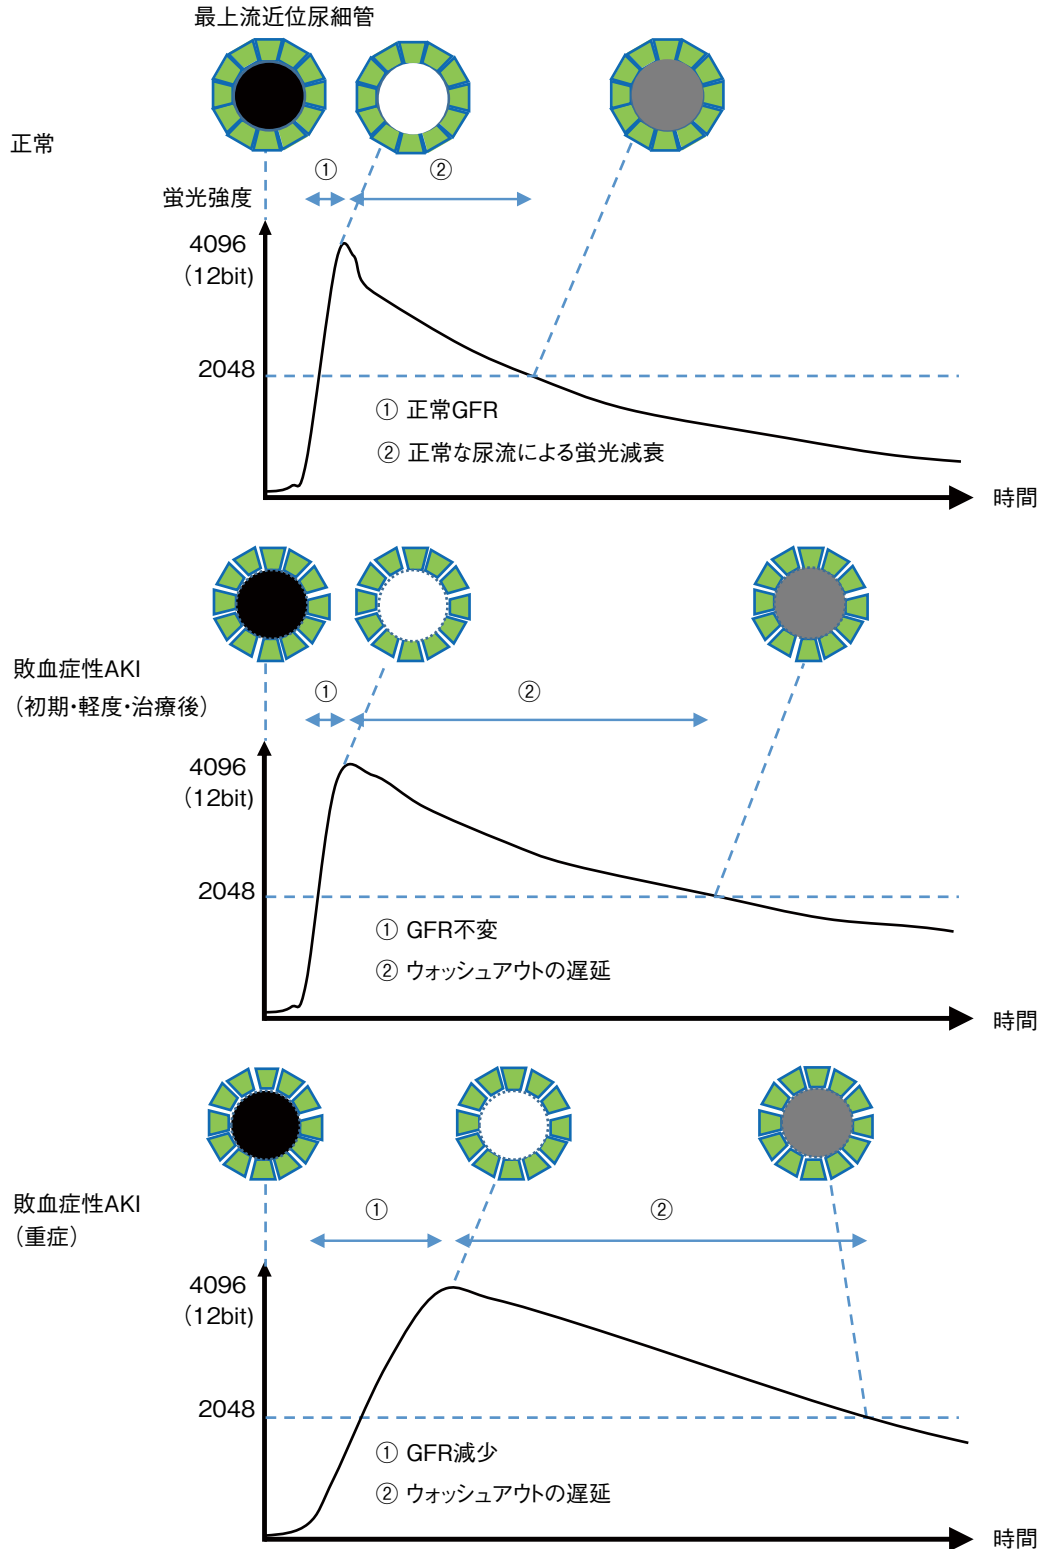 最上流近位尿細管
正常
① ②
蛍光強度
4096
(12bit)
2048
① 正常GFR
② 正常な尿流による蛍光減衰
時間
敗血症性AKI
(初期・軽度・治療後)
① ②
4096
(12bit)
2048
① GFR不変
② ウォッシュアウトの遅延
時間
敗血症性AKI
(重症)
① ②
4096
(12bit)
2048
① GFR減少
② ウォッシュアウトの遅延
時間